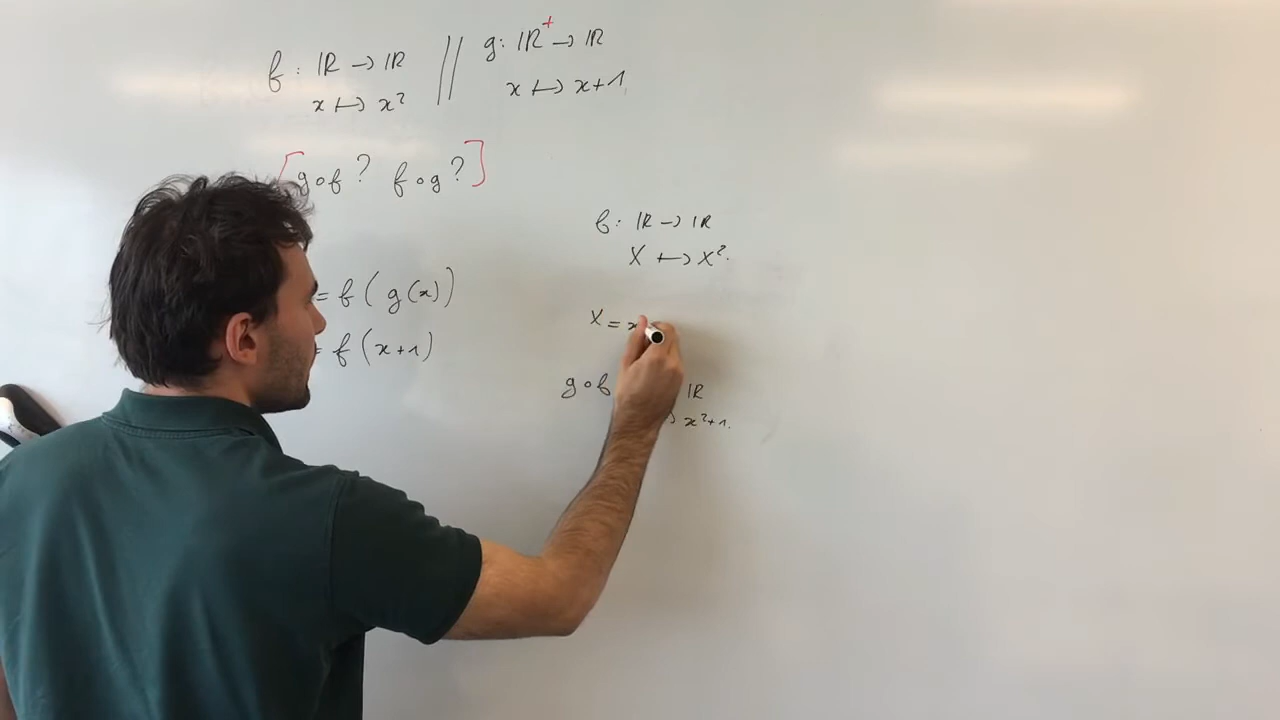 f : ℝ → ℝ // g : ℝ⁺ → ℝ
x ↦ x² x ↦ x+1
[g∘f ? f∘g ?]
= f(g(x))
= f(x+1)
f : ℝ → ℝ
X ↦ X².
X = x
g∘f ℝ
x²+1.